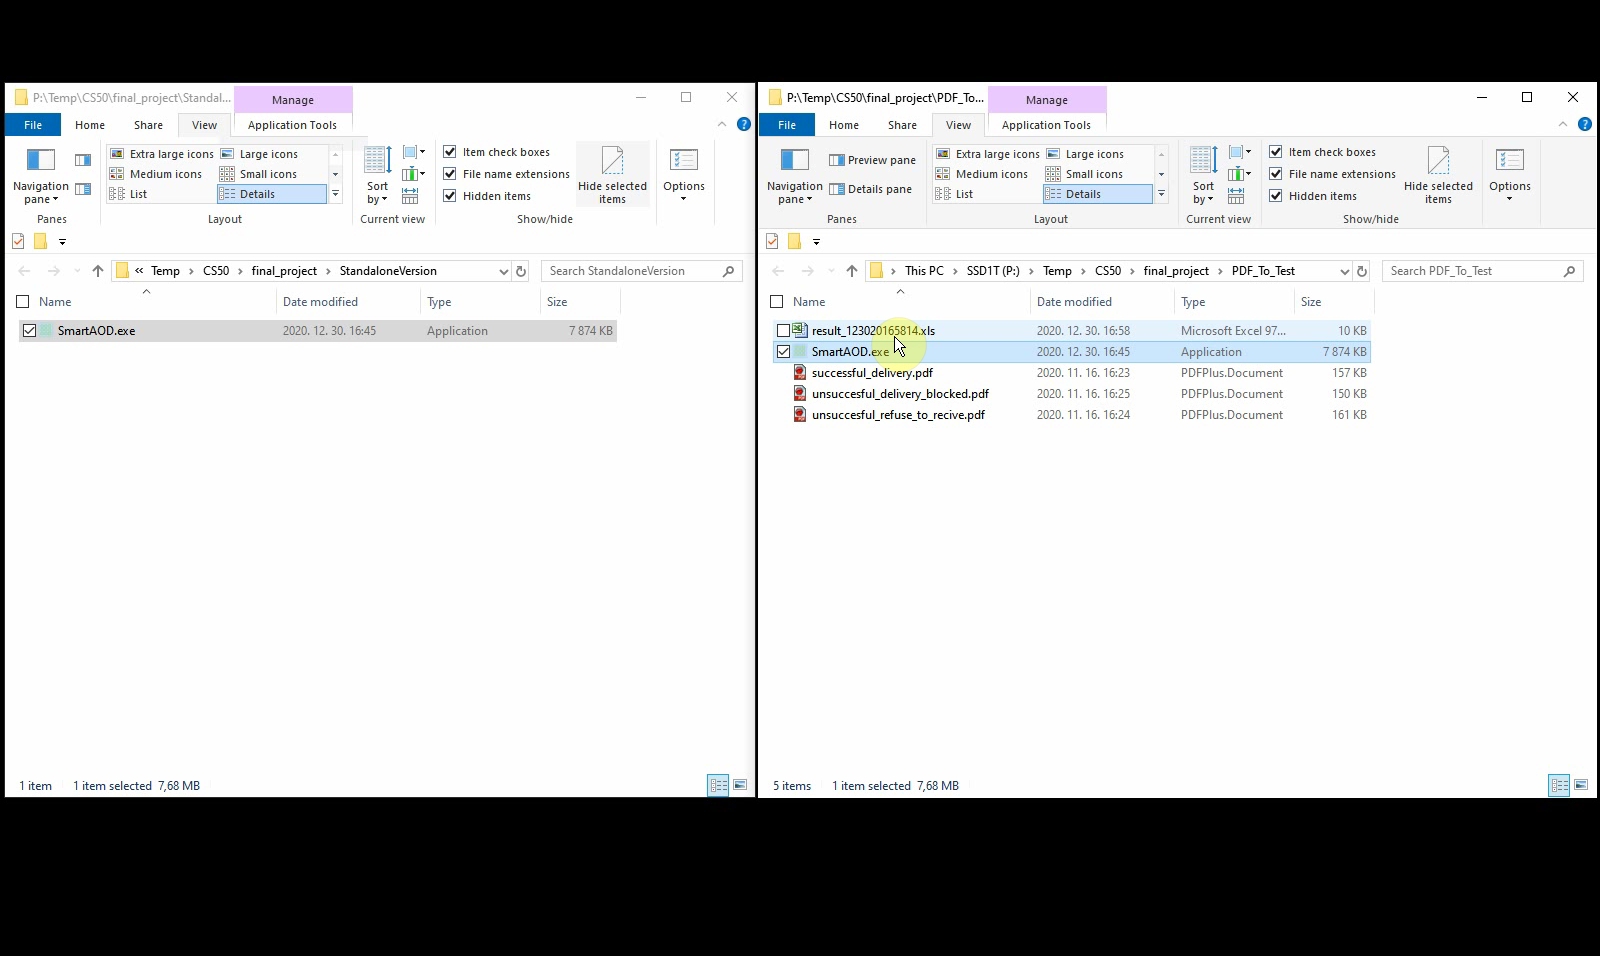 P:\Temp\CS50\final_project\Standal...
Manage
File
Home
Share
View
Application Tools
Navigation pane
Extra large icons
Large icons
Medium icons
Small icons
List
Details
Sort by
Item check boxes
File name extensions
Hidden items
Hide selected items
Options
Panes
Layout
Current view
Show/hide
« Temp > CS50 > final_project > StandaloneVersion
Search StandaloneVersion
Name
Date modified
Type
Size
SmartAOD.exe
2020. 12. 30. 16:45
Application
7 874 KB
1 item
1 item selected 7,68 MB
P:\Temp\CS50\final_project\PDF_To...
Manage
File
Home
Share
View
Application Tools
Navigation pane
Preview pane
Details pane
Extra large icons
Large icons
Medium icons
Small icons
List
Details
Sort by
Item check boxes
File name extensions
Hidden items
Hide selected items
Options
Panes
Layout
Current view
Show/hide
> This PC > SSD1T (P:) > Temp > CS50 > final_project > PDF_To_Test
Search PDF_To_Test
Name
Date modified
Type
Size
result_123020165814.xls
2020. 12. 30. 16:58
Microsoft Excel 97...
10 KB
SmartAOD.exe
2020. 12. 30. 16:45
Application
7 874 KB
successful_delivery.pdf
2020. 11. 16. 16:23
PDFPlus.Document
157 KB
unsuccesful_delivery_blocked.pdf
2020. 11. 16. 16:25
PDFPlus.Document
150 KB
unsuccesful_refuse_to_recive.pdf
2020. 11. 16. 16:24
PDFPlus.Document
161 KB
5 items
1 item selected 7,68 MB